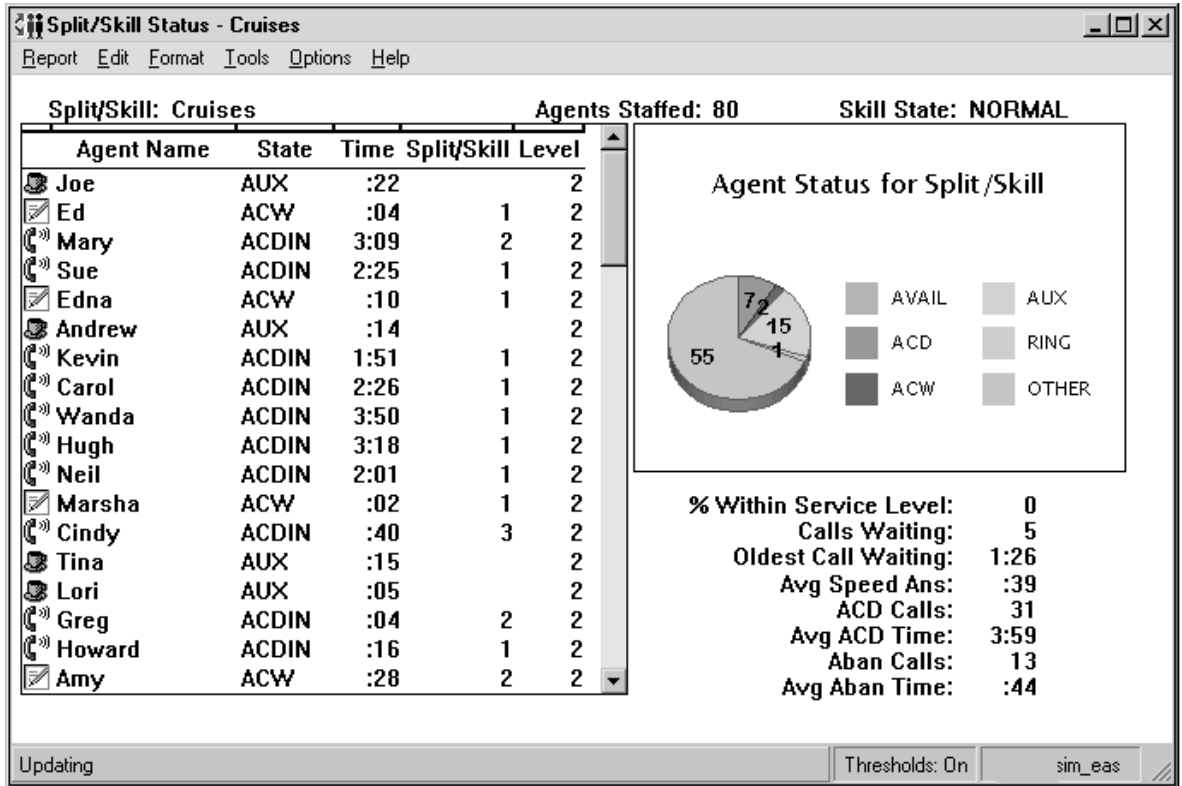 Split/Skill Status - Cruises
Report Edit Format Tools Options Help
Split/Skill: Cruises Agents Staffed: 80 Skill State: NORMAL
Agent Name State Time Split/Skill Level
Joe AUX :22 2
Ed ACW :04 1 2
Mary ACDIN 3:09 2 2
Sue ACDIN 2:25 1 2
Edna ACW :10 1 2
Andrew AUX :14 2
Kevin ACDIN 1:51 1 2
Carol ACDIN 2:26 1 2
Wanda ACDIN 3:50 1 2
Hugh ACDIN 3:18 1 2
Neil ACDIN 2:01 1 2
Marsha ACW :02 1 2
Cindy ACDIN :40 3 2
Tina AUX :15 2
Lori AUX :05 2
Greg ACDIN :04 2 2
Howard ACDIN :16 1 2
Amy ACW :28 2 2
Agent Status for Split/Skill
7
2
15
1
55
AVAIL AUX
ACD RING
ACW OTHER
% Within Service Level: 0
Calls Waiting: 5
Oldest Call Waiting: 1:26
Avg Speed Ans: :39
ACD Calls: 31
Avg ACD Time: 3:59
Aban Calls: 13
Avg Aban Time: :44
Updating Thresholds: On sim_eas